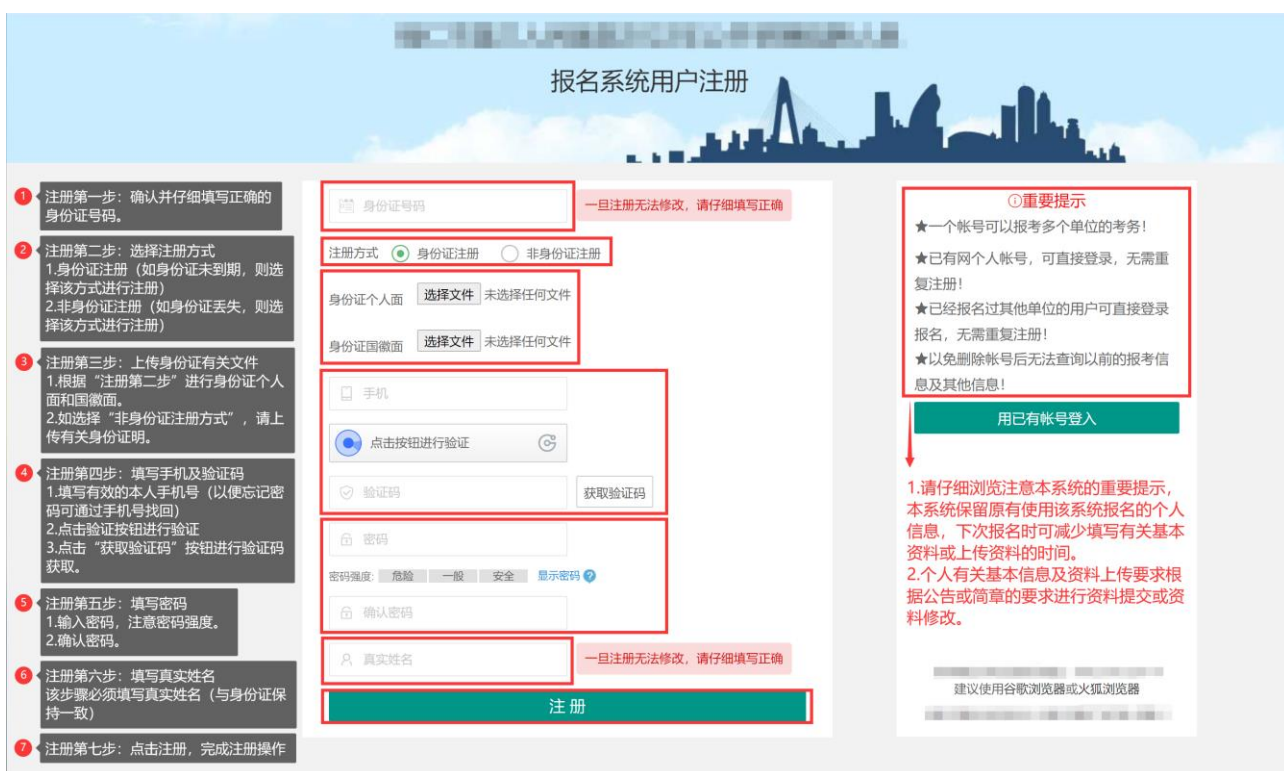 报名系统用户注册
1
注册第一步：确认并仔细填写正确的
身份证号码。
2
注册第二步：选择注册方式
1.身份证注册（如身份证未到期，则选
择该方式进行注册）
2.非身份证注册（如身份证丢失，则选
择该方式进行注册）
3
注册第三步：上传身份证有关文件
1.根据“注册第二步”进行身份证个人
面和国徽面。
2.如选择“非身份证注册方式”，请上
传有关身份证明。
4
注册第四步：填写手机及验证码
1.填写有效的本人手机号（以便忘记密
码可通过手机号找回）
2.点击验证按钮进行验证
3.点击“获取验证码”按钮进行验证码
获取。
5
注册第五步：填写密码
1.输入密码，注意密码强度。
2.确认密码。
6
注册第六步：填写真实姓名
该步骤必须填写真实姓名（与身份证保
持一致）
7
注册第七步：点击注册，完成注册操作
身份证号码 一旦注册无法修改，请仔细填写正确
注册方式 身份证注册 非身份证注册
身份证个人面 选择文件 未选择任何文件
身份证国徽面 选择文件 未选择任何文件
手机
点击按钮进行验证
验证码 获取验证码
密码
密码强度: 危险 一般 安全 显示密码 ?
确认密码
真实姓名 一旦注册无法修改，请仔细填写正确
注 册
重要提示
★一个帐号可以报考多个单位的考务！
★已有网个人帐号，可直接登录，无需重
复注册！
★已经报名过其他单位的用户可直接登录
报名，无需重复注册！
★以免删除帐号后无法查询以前的报考信
息及其他信息！
用已有帐号登入
1.请仔细浏览注意本系统的重要提示，
本系统保留原有使用该系统报名的个人
信息，下次报名时可减少填写有关基本
资料或上传资料的时间。
2.个人有关基本信息及资料上传要求根
据公告或简章的要求进行资料提交或资
料修改。
建议使用谷歌浏览器或火狐浏览器